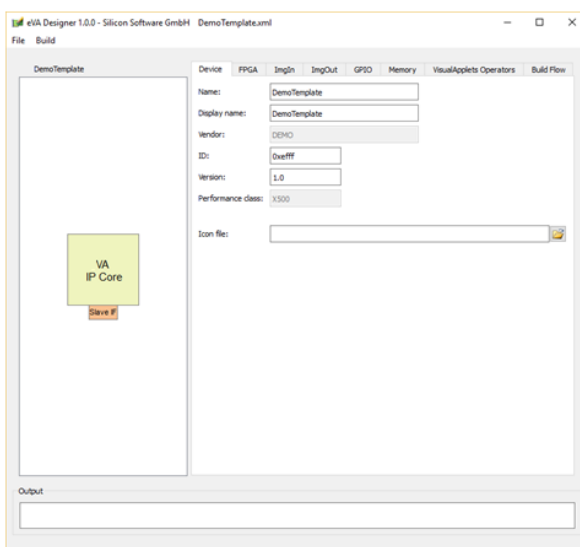 eVA Designer 1.0.0 - Silicon Software GmbH DemoTemplate.xml
File Build
DemoTemplate
Device FPGA ImgIn ImgOut GPIO Memory VisualApplets Operators Build Flow
Name: DemoTemplate
Display name: DemoTemplate
Vendor: DEMO
ID: 0xefff
Version: 1.0
Performance class: X500
Icon file:
VA
IP Core
Slave IF
Output